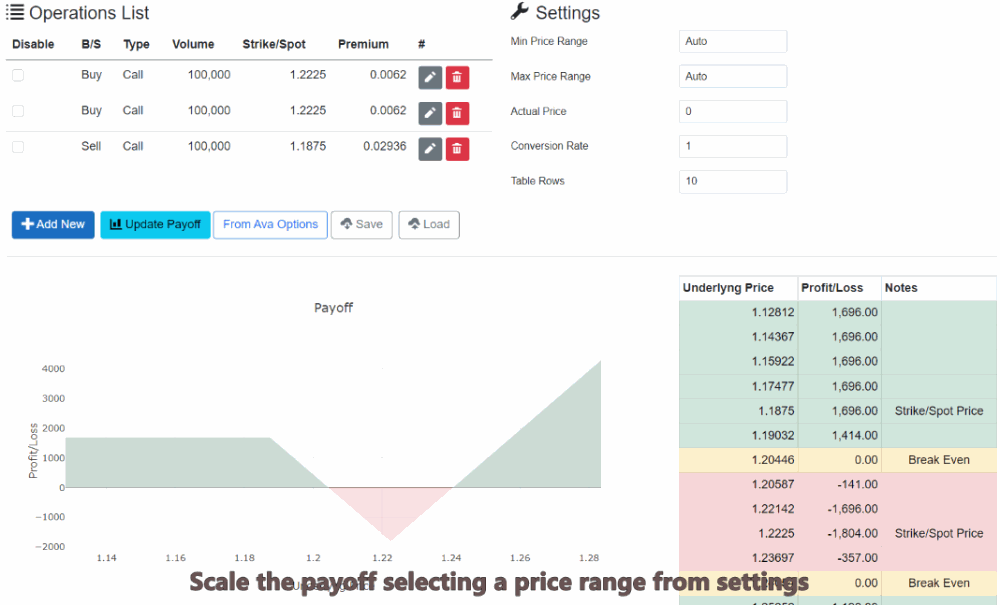 Operations List
Disable B/S Type Volume Strike/Spot Premium #
Buy Call 100,000 1.2225 0.0062
Buy Call 100,000 1.2225 0.0062
Sell Call 100,000 1.1875 0.02936
Add New Update Payoff From Ava Options Save Load
Settings
Min Price Range Auto
Max Price Range Auto
Actual Price 0
Conversion Rate 1
Table Rows 10
Payoff
Profit/Loss
4000
3000
2000
1000
0
−1000
−2000
1.14 1.16 1.18 1.2 1.22 1.24 1.26 1.28
Underlyng Price Profit/Loss Notes
1.12812 1,696.00
1.14367 1,696.00
1.15922 1,696.00
1.17477 1,696.00
1.1875 1,696.00 Strike/Spot Price
1.19032 1,414.00
1.20446 0.00 Break Even
1.20587 -141.00
1.22142 -1,696.00
1.2225 -1,804.00 Strike/Spot Price
1.23697 -357.00
0.00 Break Even
Scale the payoff selecting a price range from settings